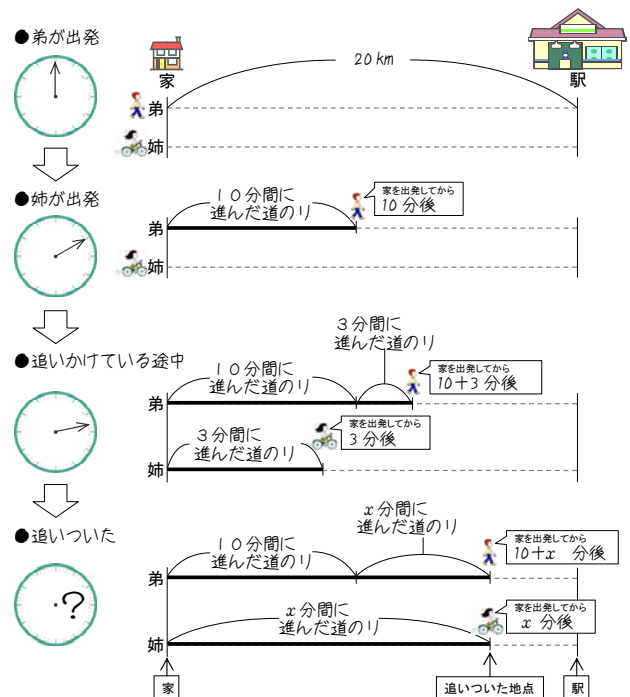 ●弟が出発
20 km
家
駅
弟
姉
●姉が出発
10分間に
進んだ道のり
家を出発してから
10 分後
弟
姉
●追いかけている途中
3分間に
進んだ道のり
10分間に
進んだ道のり
家を出発してから
10+3 分後
弟
3分間に
進んだ道のり
家を出発してから
3 分後
姉
●追いついた
x 分間に
進んだ道のり
10分間に
進んだ道のり
家を出発してから
10+x 分後
弟
?
x 分間に
進んだ道のり
家を出発してから
x 分後
姉
家
追いついた地点
駅